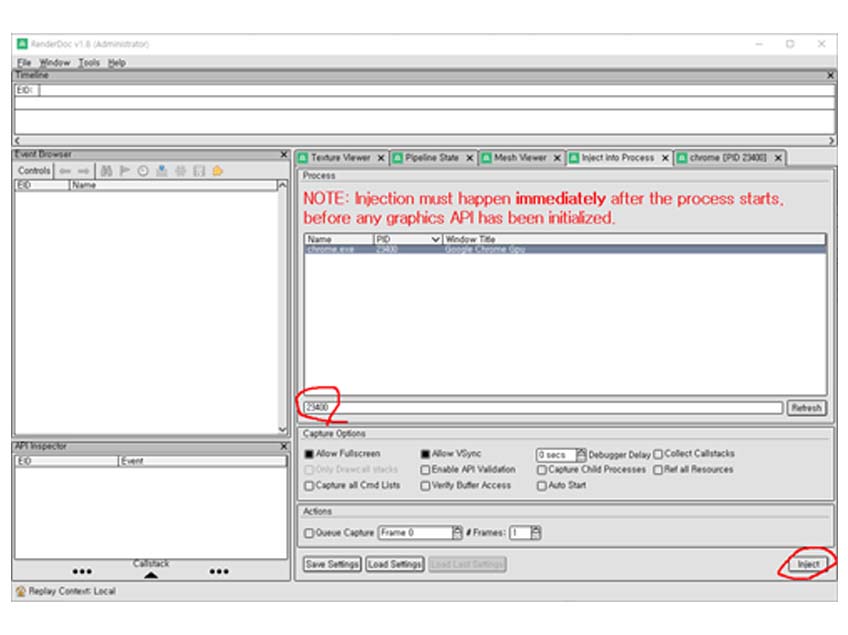 RenderDoc v1.8 (Administrator)
File Window Tools Help
Timeline
EID:
Event Browser
Controls
EID Name
Texture Viewer Pipeline State Mesh Viewer Inject into Process chrome [PID 23400]
Process
NOTE: Injection must happen immediately after the process starts,
before any graphics API has been initialized.
Name PID Window Title
chrome.exe 23400 Google Chrome Gpu
23400 Refresh
API Inspector
EID Event
Capture Options
Allow Fullscreen Allow VSync 0 secs Debugger Delay Collect Callstacks
Only Drawcall stacks Enable API Validation Capture Child Processes Ref all Resources
Capture all Cmd Lists Verify Buffer Access Auto Start
Actions
Queue Capture Frame 0 # Frames: 1
Callstack
Save Settings Load Settings Load Last Settings Inject
Replay Context: Local